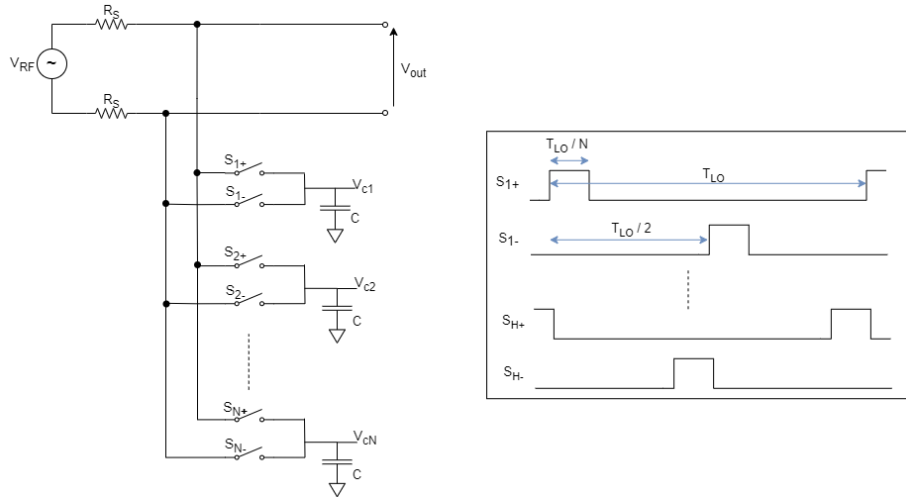 R_S
V_RF
~
R_S
V_out
S_1+
V_c1
S_1-
C
S_2+
V_c2
S_2-
C
S_N+
V_cN
S_N-
C
T_LO / N
S_1+
T_LO
S_1-
T_LO / 2
S_H+
S_H-